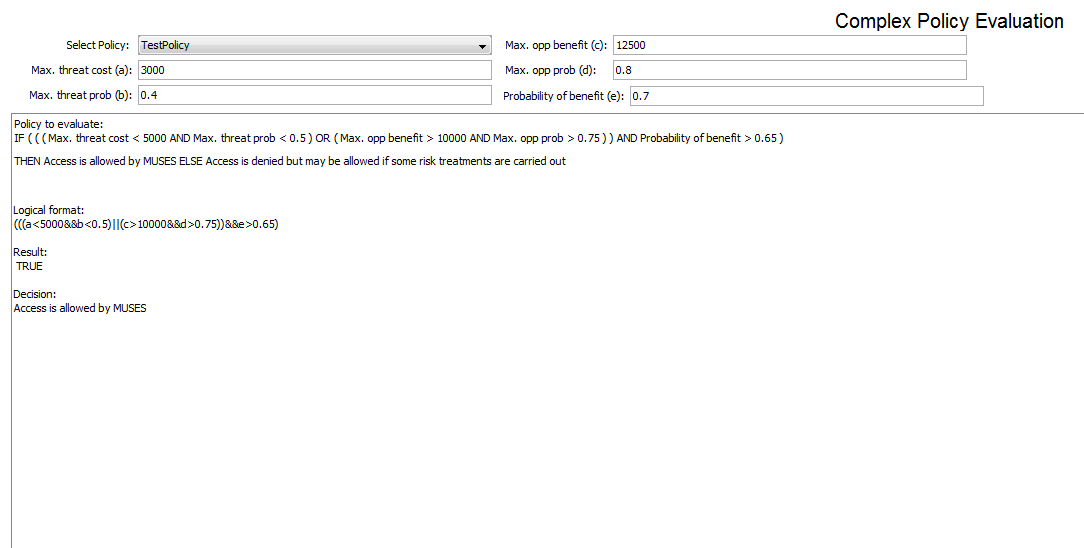 Complex Policy Evaluation
Select Policy: TestPolicy
Max. opp benefit (c): 12500
Max. threat cost (a): 3000
Max. opp prob (d): 0.8
Max. threat prob (b): 0.4
Probability of benefit (e): 0.7
Policy to evaluate:
IF ( ( ( Max. threat cost < 5000 AND Max. threat prob < 0.5 ) OR ( Max. opp benefit > 10000 AND Max. opp prob > 0.75 ) ) AND Probability of benefit > 0.65 )
THEN Access is allowed by MUSES ELSE Access is denied but may be allowed if some risk treatments are carried out
Logical format:
(((a<5000&&b<0.5)||(c>10000&&d>0.75))&&e>0.65)
Result:
TRUE
Decision:
Access is allowed by MUSES